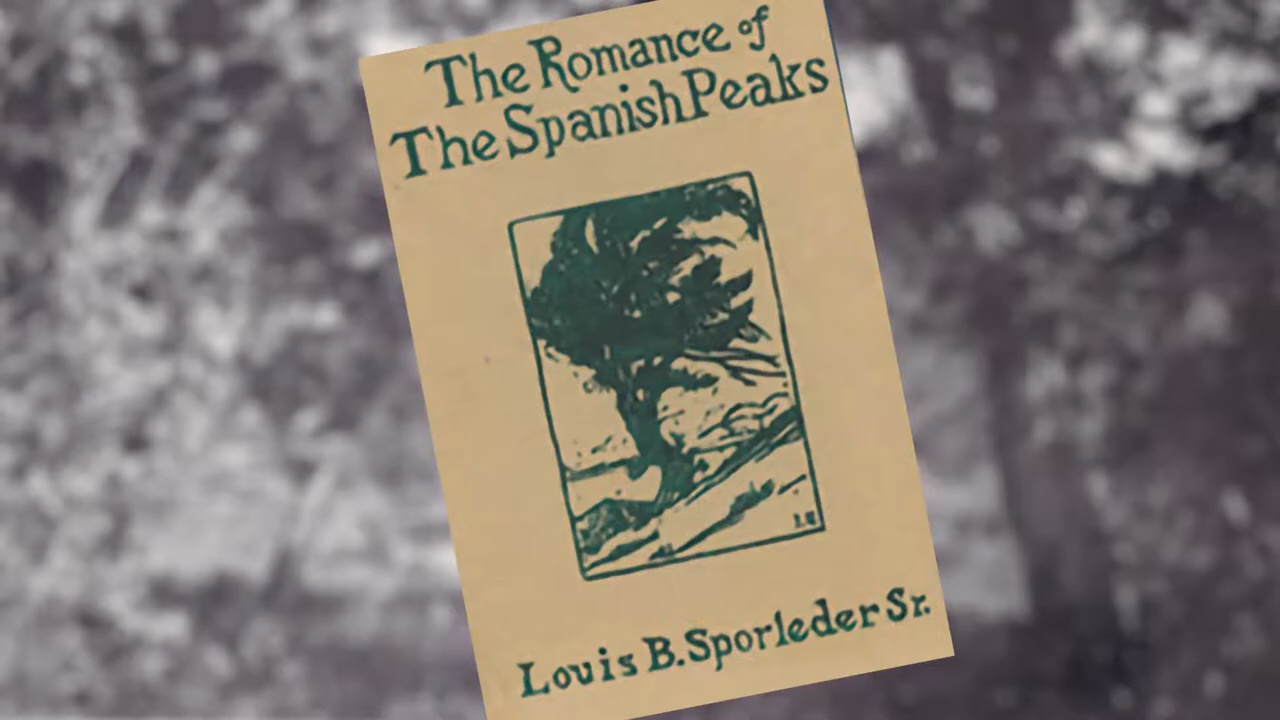 The Romance of
The Spanish Peaks
Louis B. Sporleder Sr.